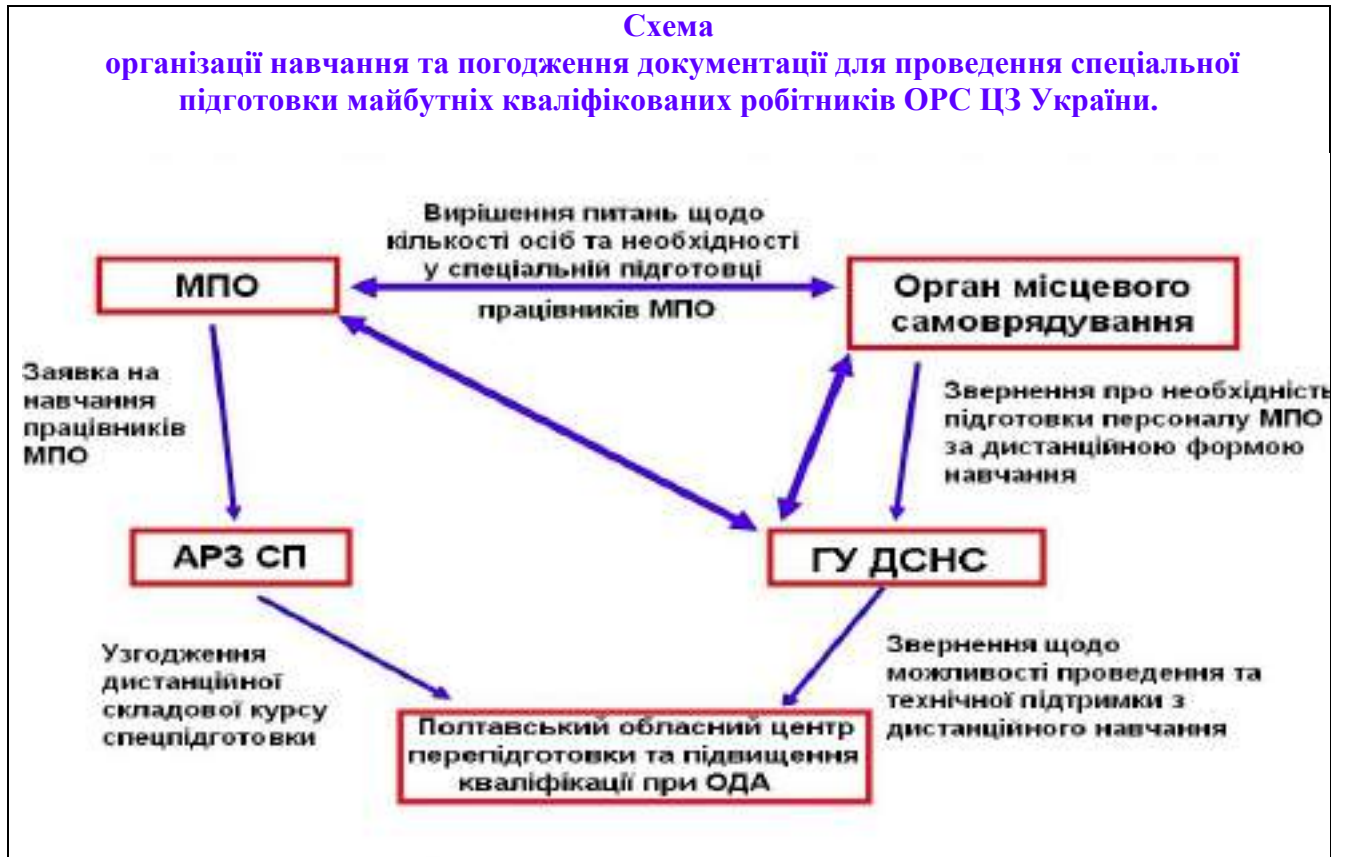 Схема
організації навчання та погодження документації для проведення спеціальної
підготовки майбутніх кваліфікованих робітників ОРС ЦЗ України.
Вирішення питань щодо
кількості осіб та необхідності
у спеціальній підготовці
працівників МПО
МПО
Орган місцевого
самоврядування
Заявка на
навчання
працівників
МПО
Звернення про необхідність
підготовки персоналу МПО
за дистанційною формою
навчання
АРЗ СП
ГУ ДСНС
Узгодження
дистанційної
складової курсу
спецпідготовки
Звернення щодо
можливості проведення та
технічної підтримки з
дистанційного навчання
Полтавський обласний центр
перепідготовки та підвищення
кваліфікації при ОДА